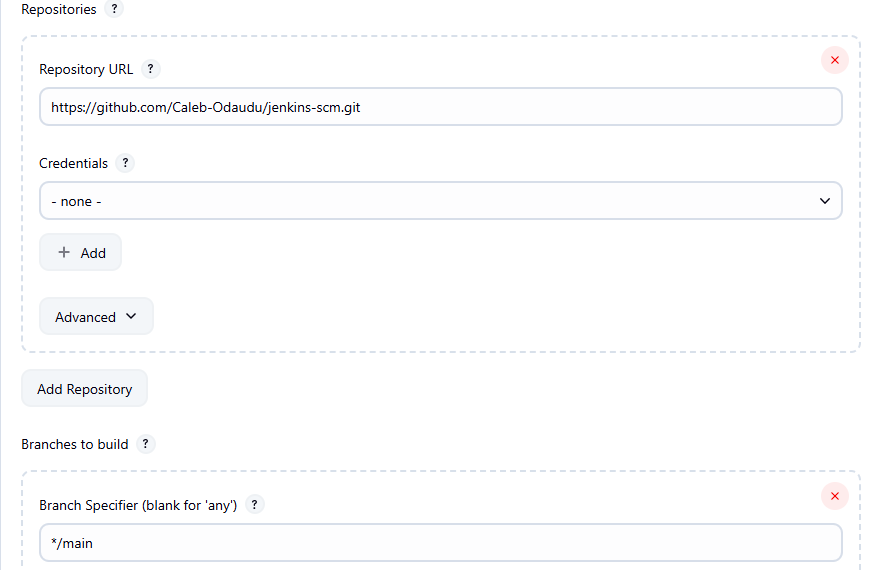 Repositories ?
Repository URL ?
https://github.com/Caleb-Odaudu/jenkins-scm.git
Credentials ?
- none -
+ Add
Advanced
Add Repository
Branches to build ?
Branch Specifier (blank for 'any') ?
*/main